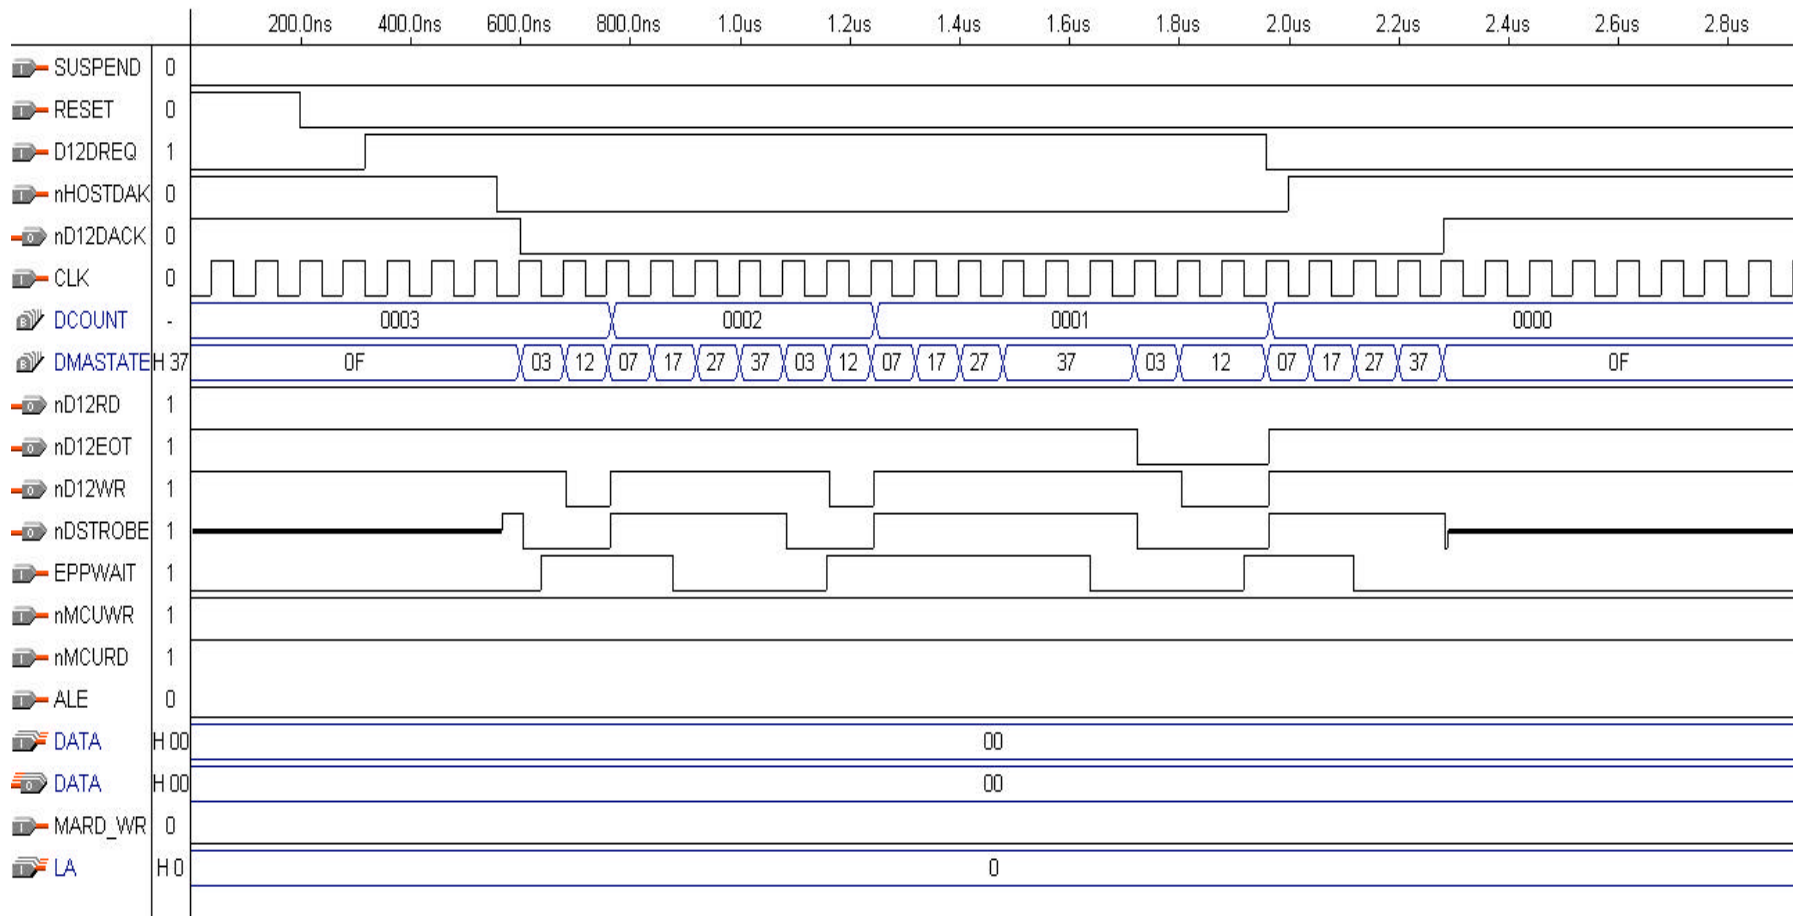 200.0ns 400.0ns 600.0ns 800.0ns 1.0us 1.2us 1.4us 1.6us 1.8us 2.0us 2.2us 2.4us 2.6us 2.8us
I SUSPEND 0
I RESET 0
I D12DREQ 1
I nHOSTDAK 0
O nD12DACK 0
I CLK 0
B DCOUNT - 0003 0002 0001 0000
B DMASTATE H 37 0F 03 12 07 17 27 37 03 12 07 17 27 37 03 12 07 17 27 37 0F
O nD12RD 1
O nD12EOT 1
O nD12WR 1
O nDSTROBE 1
I EPPWAIT 1
I nMCUWR 1
I nMCURD 1
I ALE 0
I DATA H 00 00
O DATA H 00 00
I MARD_WR 0
I LA H 0 0